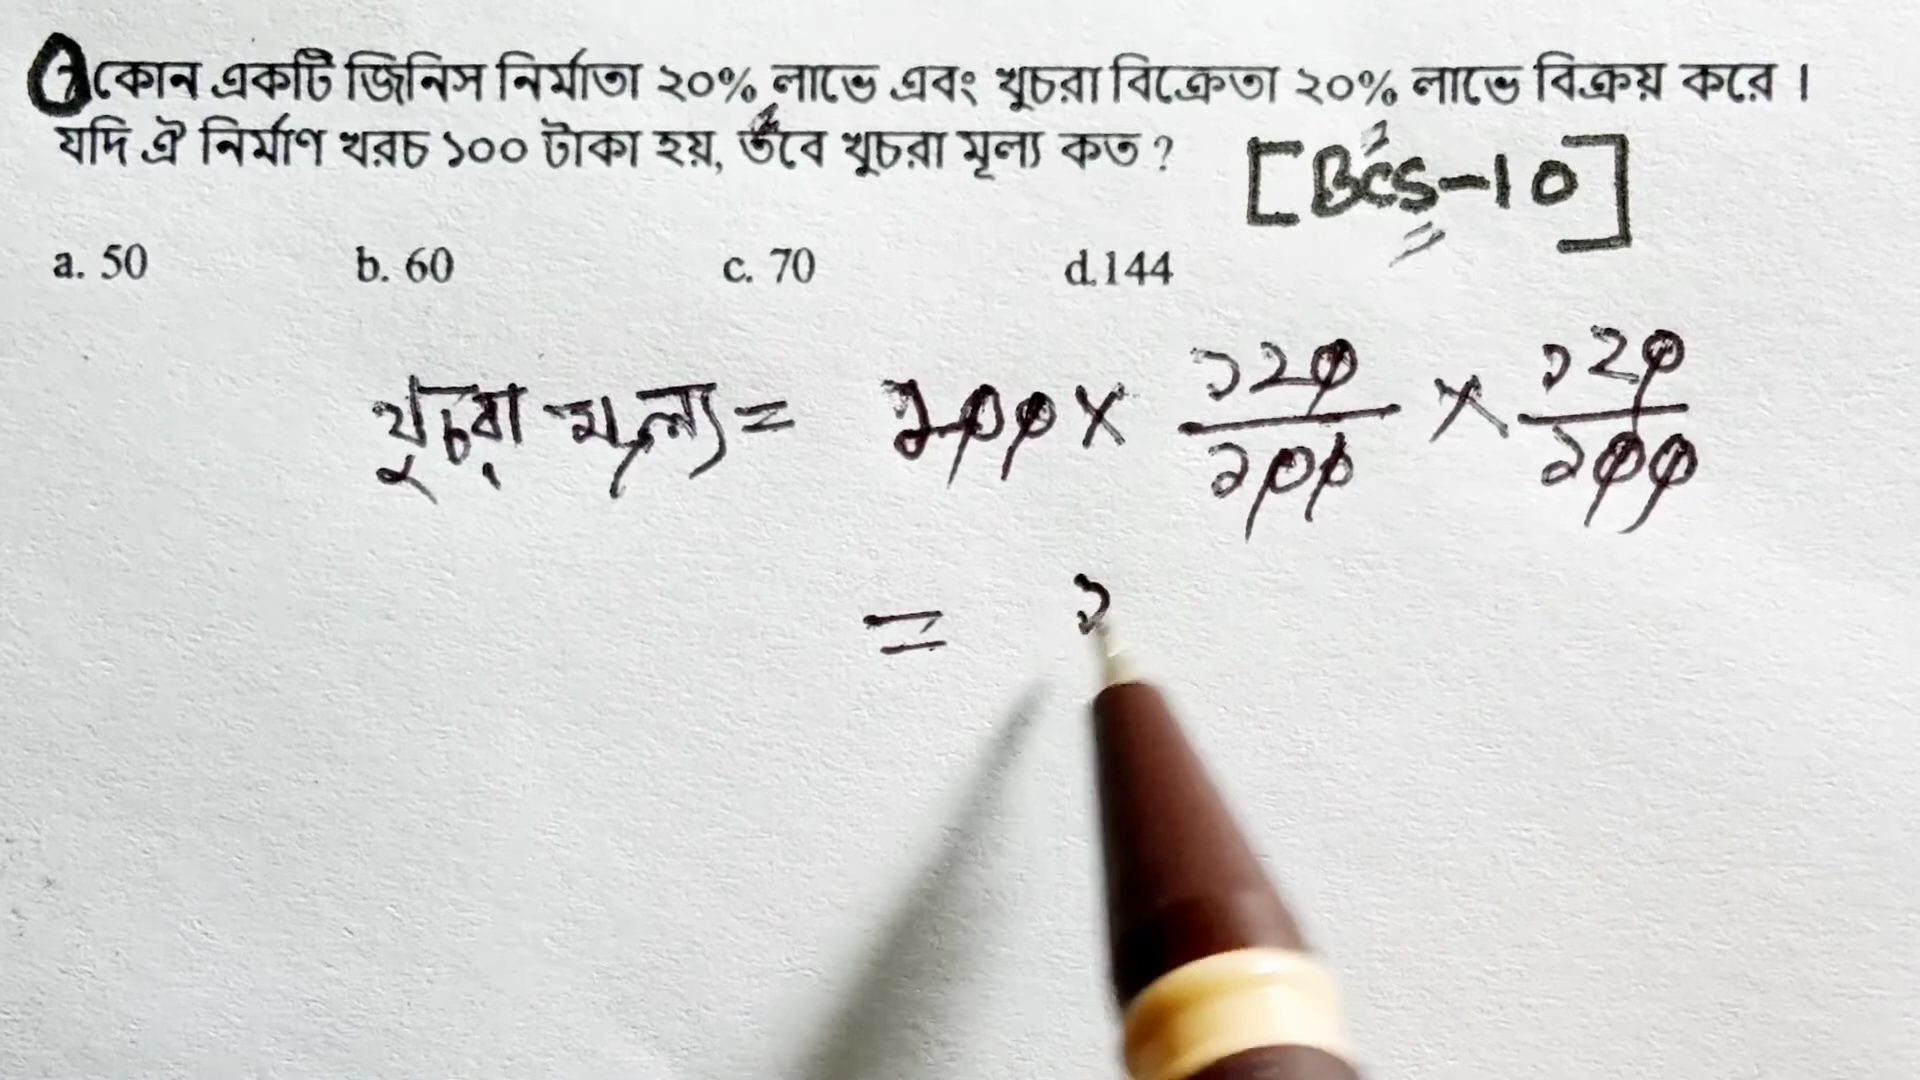 কোন একটি জিনিস নির্মাতা ২০% লাভে এবং খুচরা বিক্রেতা ২০% লাভে বিক্রয় করে ।
যদি ঐ নির্মাণ খরচ ১০০ টাকা হয়, তবে খুচরা মূল্য কত ?
[BCS-10]
a. 50 b. 60 c. 70 d.144
খুচরা মূল্য = ১০০ × ১২০/১০০ × ১২০/১০০
= ১